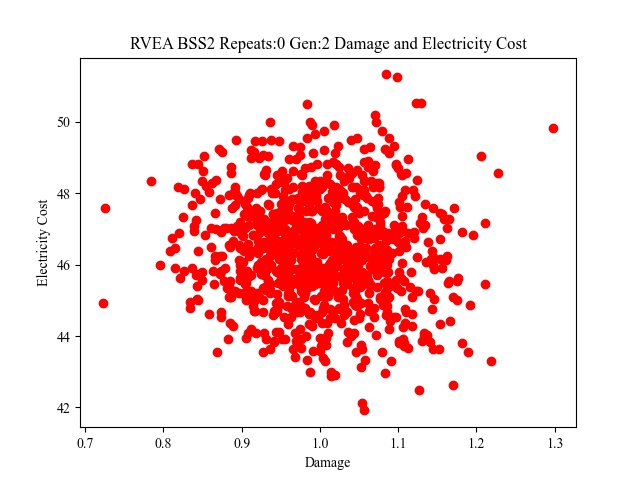 RVEA BSS2 Repeats:0 Gen:2 Damage and Electricity Cost
50
48
46
44
42
Electricity Cost
0.7 0.8 0.9 1.0 1.1 1.2 1.3
Damage